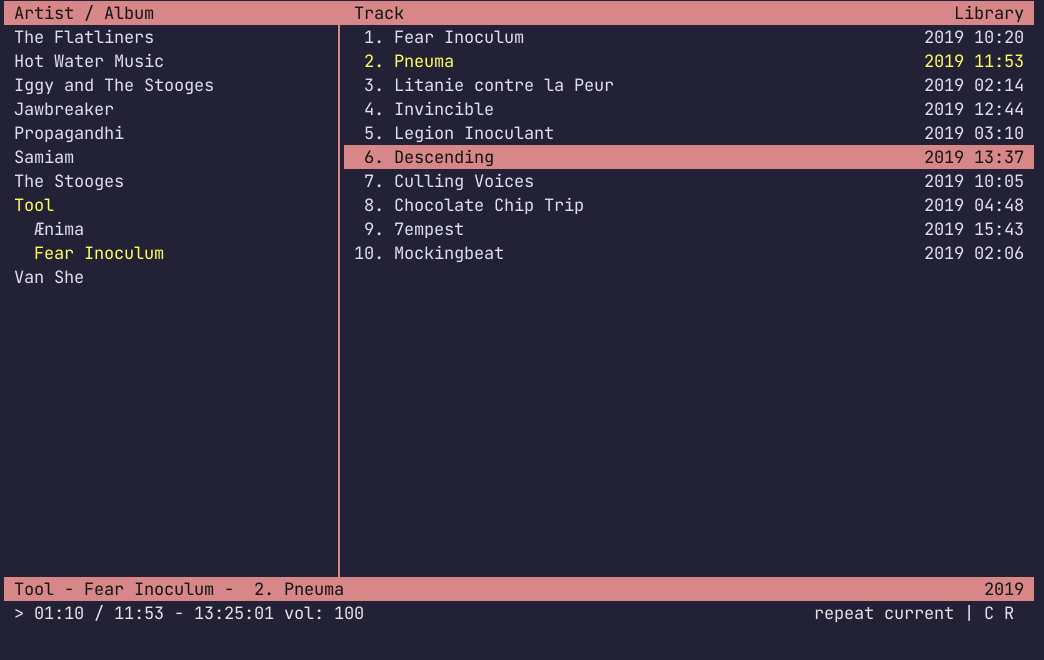 Artist / Album
The Flatliners
Hot Water Music
Iggy and The Stooges
Jawbreaker
Propagandhi
Samiam
The Stooges
Tool
Ænima
Fear Inoculum
Van She
Track Library
1. Fear Inoculum 2019 10:20
2. Pneuma 2019 11:53
3. Litanie contre la Peur 2019 02:14
4. Invincible 2019 12:44
5. Legion Inoculant 2019 03:10
6. Descending 2019 13:37
7. Culling Voices 2019 10:05
8. Chocolate Chip Trip 2019 04:48
9. 7empest 2019 15:43
10. Mockingbeat 2019 02:06
Tool - Fear Inoculum -  2. Pneuma 2019
> 01:10 / 11:53 - 13:25:01 vol: 100 repeat current | C R